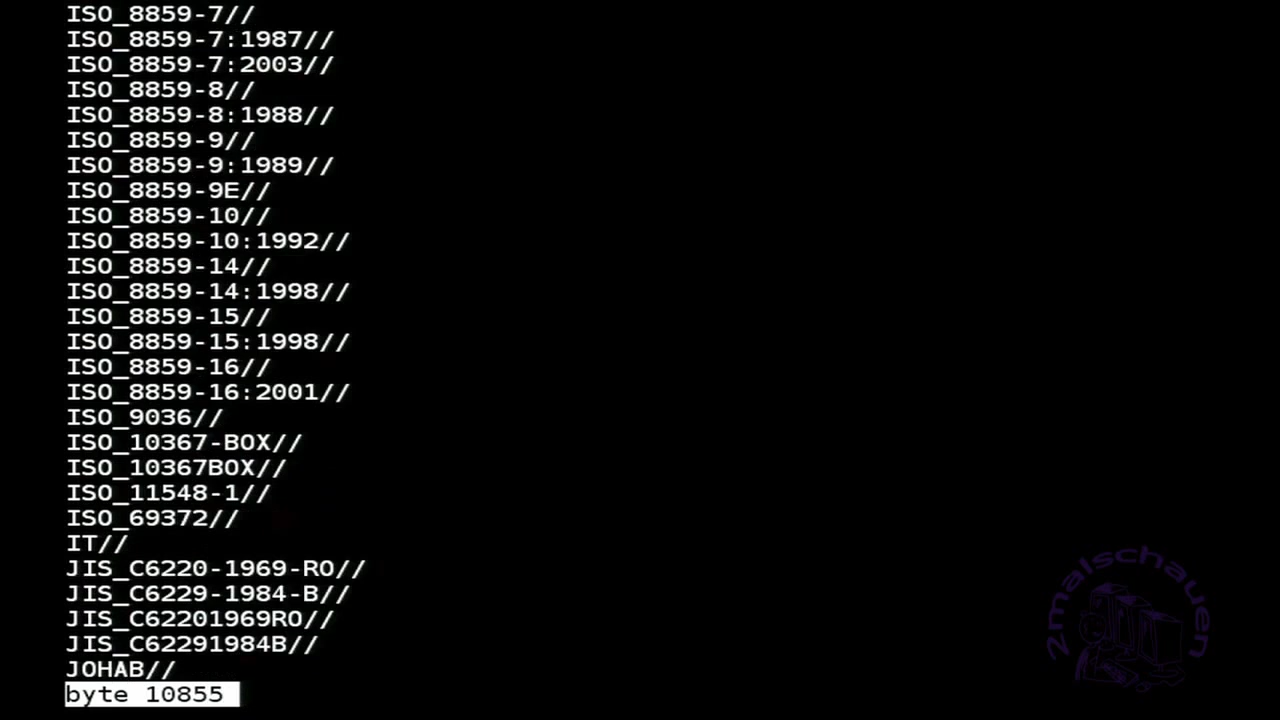 ISO_8859-7//
ISO_8859-7:1987//
ISO_8859-7:2003//
ISO_8859-8//
ISO_8859-8:1988//
ISO_8859-9//
ISO_8859-9:1989//
ISO_8859-9E//
ISO_8859-10//
ISO_8859-10:1992//
ISO_8859-14//
ISO_8859-14:1998//
ISO_8859-15//
ISO_8859-15:1998//
ISO_8859-16//
ISO_8859-16:2001//
ISO_9036//
ISO_10367-BOX//
ISO_10367BOX//
ISO_11548-1//
ISO_69372//
IT//
JIS_C6220-1969-RO//
JIS_C6229-1984-B//
JIS_C62201969RO//
JIS_C62291984B//
JOHAB//
byte 10855
2malschauen